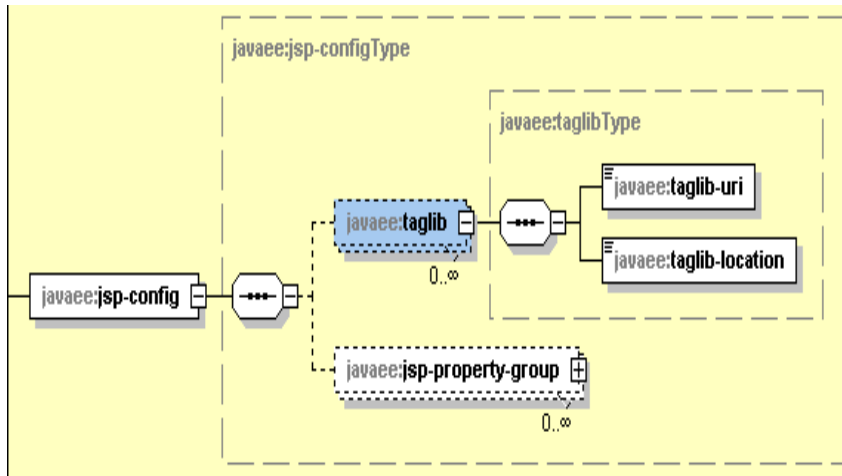 javaee:jsp-configType
javaee:taglibType
javaee:taglib-uri
javaee:taglib
0..∞
javaee:taglib-location
javaee:jsp-config
javaee:jsp-property-group
0..∞